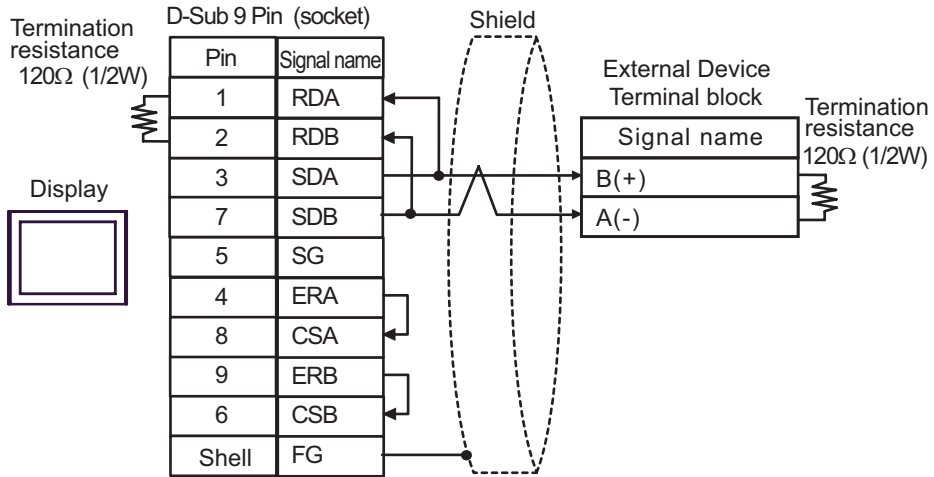 D-Sub 9 Pin (socket)
Shield
Termination
resistance
120Ω (1/2W)
Pin Signal name
1 RDA
2 RDB
3 SDA
7 SDB
5 SG
4 ERA
8 CSA
9 ERB
6 CSB
Shell FG
Display
External Device
Terminal block
Signal name
B(+)
A(-)
Termination
resistance
120Ω (1/2W)